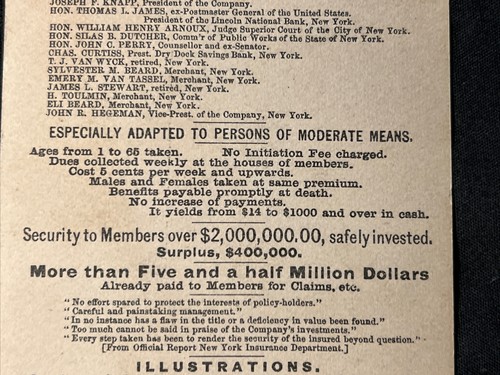 JOSEPH F. KNAPP, President of the Company.
HON. THOMAS L. JAMES, ex-Postmaster General of the United States.
President of the Lincoln National Bank, New York.
HON. WILLIAM HENRY ARNOUX, Judge Superior Court of the City of New York.
HON. SILAS B. DUTCHER, Comm'r of Public Works of the State of New York.
HON. JOHN C. PERRY, Counsellor and ex-Senator.
CHAS. CURTISS, Prest. Dry Dock Savings Bank, New York.
T. J. VAN WYCK, retired, New York.
SYLVESTER M. BEARD, Merchant, New York.
EMERY M. VAN TASSEL, Merchant, New York.
JAMES L. STEWART, retired, New York.
H. TOULMIN, Merchant, New York.
ELI BEARD, Merchant, New York.
JOHN R. HEGEMAN, Vice-Prest. of the Company, New York.
ESPECIALLY ADAPTED TO PERSONS OF MODERATE MEANS.
Ages from 1 to 65 taken. No Initiation Fee charged.
Dues collected weekly at the houses of members.
Cost 5 cents per week and upwards.
Males and Females taken at same premium.
Benefits payable promptly at death.
No increase of payments.
It yields from $14 to $1000 and over in cash.
Security to Members over $2,000,000.00, safely invested.
Surplus, $400,000.
More than Five and a half Million Dollars
Already paid to Members for Claims, etc.
"No effort spared to protect the interests of policy-holders."
"Careful and painstaking management."
"In no instance has a flaw in the title or a deficiency in value been found."
"Too much cannot be said in praise of the Company's investments."
"Every step taken has been to render the security of the insured beyond question."
[From Official Report New York Insurance Department.]
ILLUSTRATIONS.